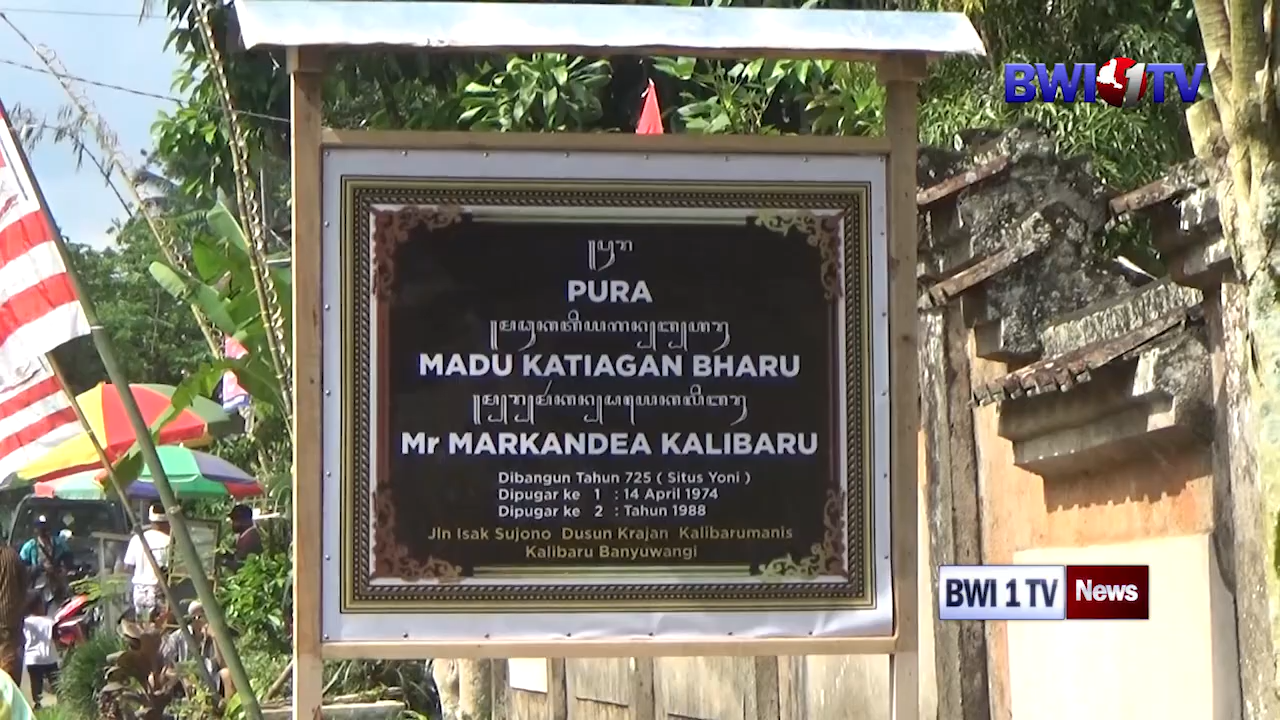 BWI 1 TV
PURA
MADU KATIAGAN BHARU
Mr MARKANDEA KALIBARU
Dibangun Tahun 725 ( Situs Yoni )
Dipugar ke 1 : 14 April 1974
Dipugar ke 2 : Tahun 1988
Jln Isak Sujono Dusun Krajan Kalibarumanis
Kalibaru Banyuwangi
BWI 1 TV News